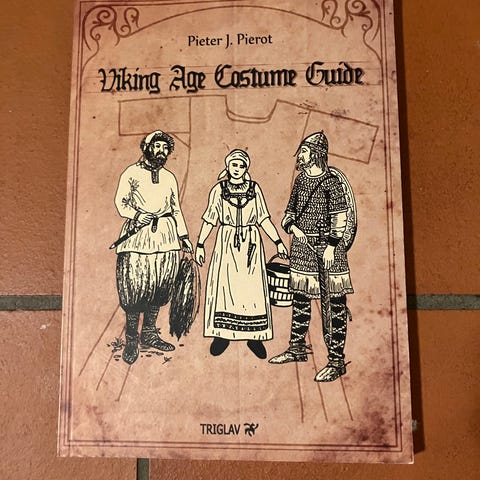 Pieter J. Pierot
Viking Age Costume Guide
TRIGLAV